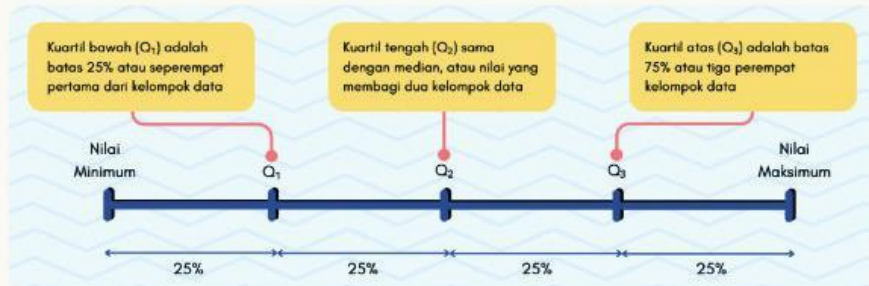 Kuartil bawah (Q₁) adalah
batas 25% atau seperempat
pertama dari kelompok data
Kuartil tengah (Q₂) sama
dengan median, atau nilai yang
membagi dua kelompok data
Kuartil atas (Q₃) adalah batas
75% atau tiga perempat
kelompok data
Nilai
Minimum
Q₁
Q₂
Q₃
Nilai
Maksimum
25%
25%
25%
25%